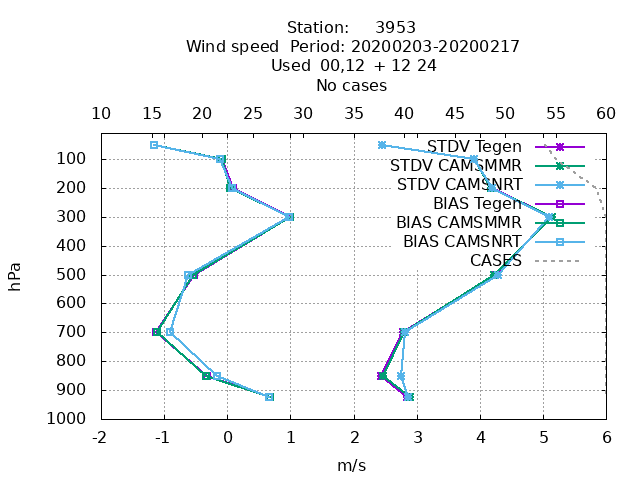 Station: 3953
Wind speed Period: 20200203-20200217
Used 00,12 + 12 24
No cases
10 15 20 25 30 35 40 45 50 55 60
STDV Tegen
STDV CAMSMMR
STDV CAMSNRT
BIAS Tegen
BIAS CAMSMMR
BIAS CAMSNRT
CASES
100
200
300
400
500
600
700
800
900
1000
hPa
-2 -1 0 1 2 3 4 5 6
m/s